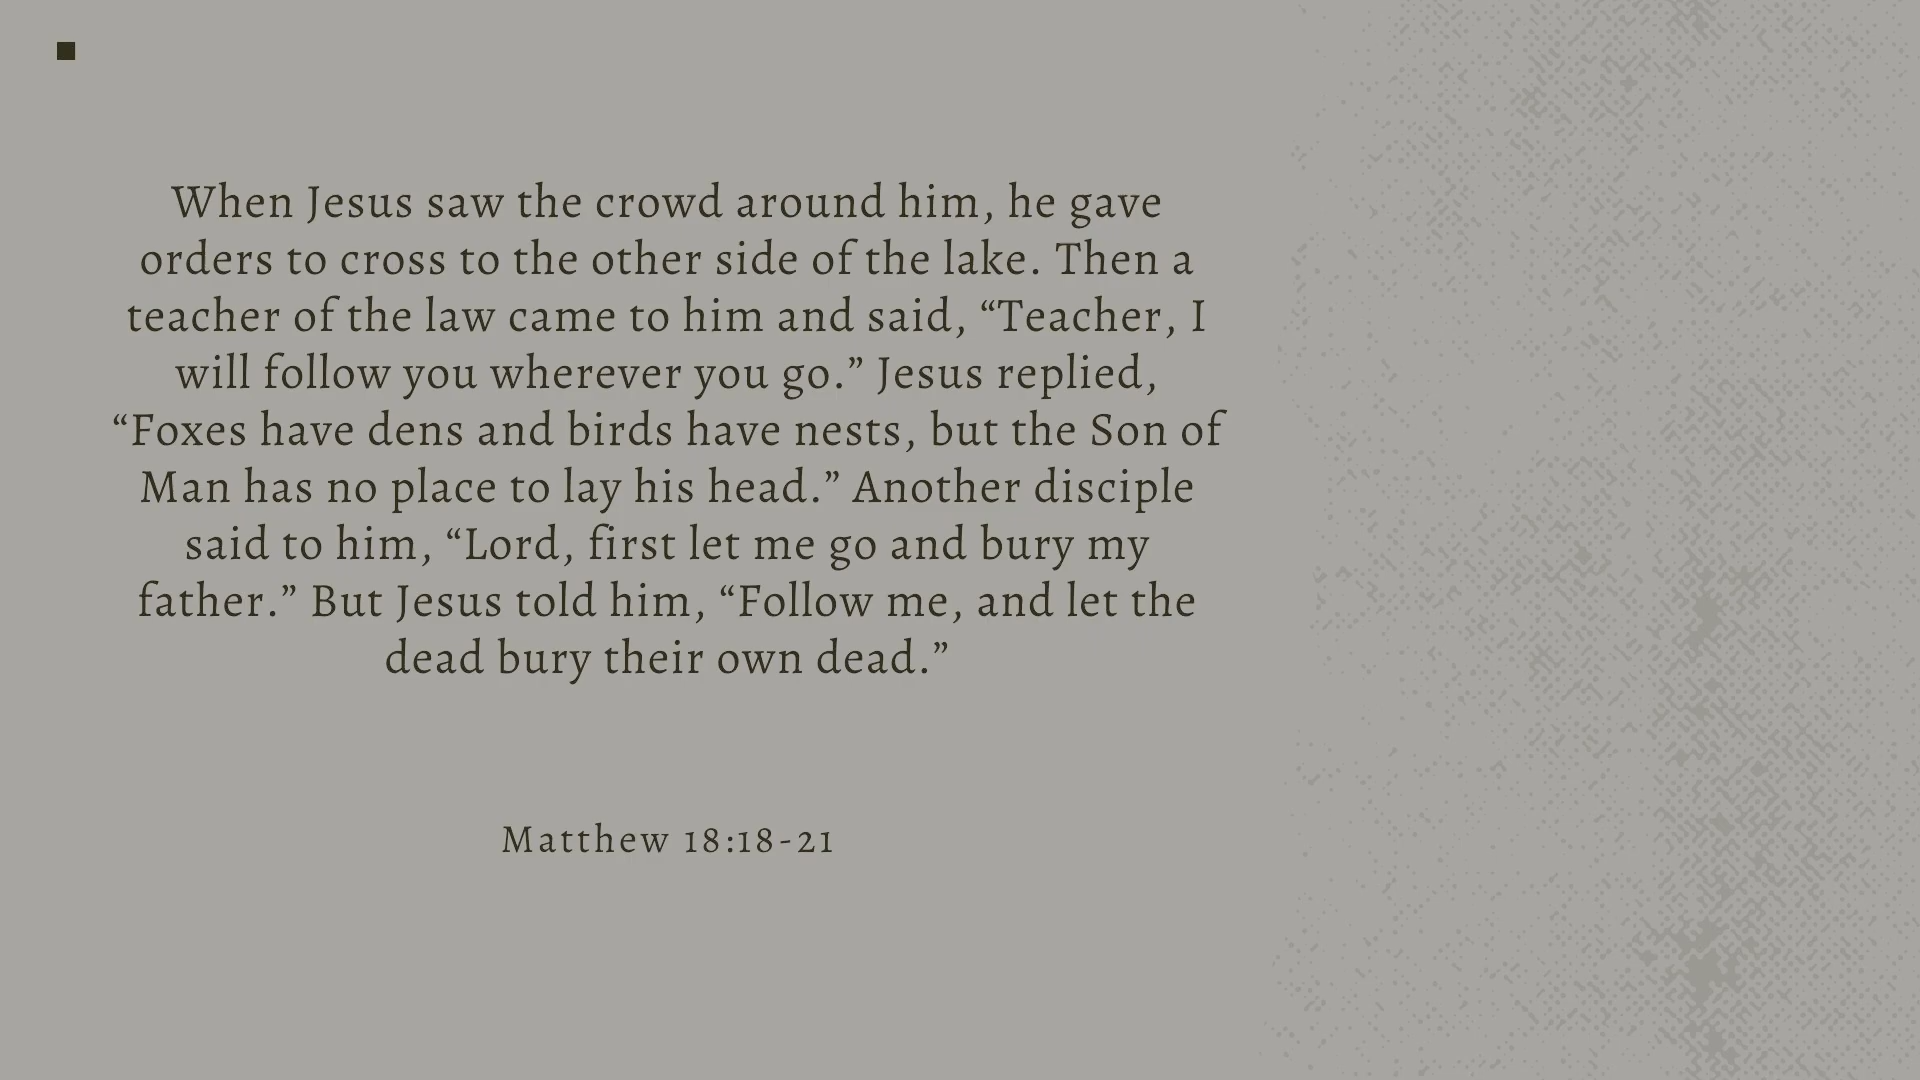 When Jesus saw the crowd around him, he gave
orders to cross to the other side of the lake. Then a
teacher of the law came to him and said, “Teacher, I
will follow you wherever you go.” Jesus replied,
“Foxes have dens and birds have nests, but the Son of
Man has no place to lay his head.” Another disciple
said to him, “Lord, first let me go and bury my
father.” But Jesus told him, “Follow me, and let the
dead bury their own dead.”
Matthew 18:18-21